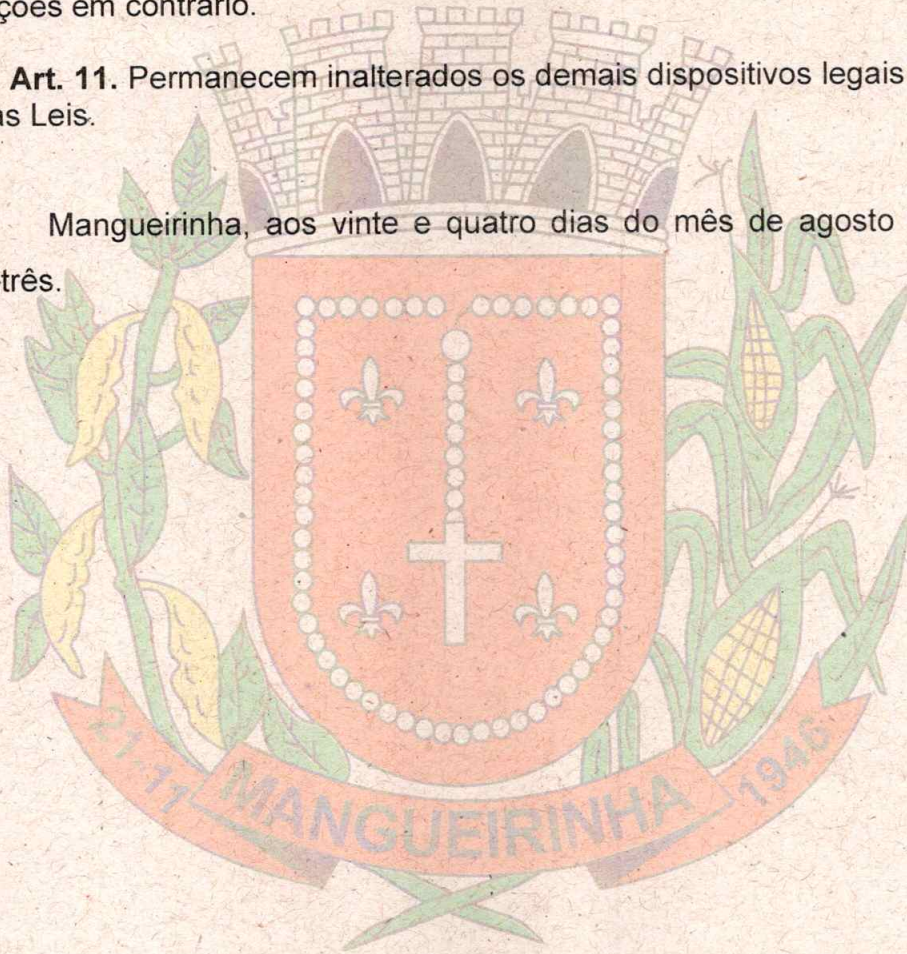 ções em contrário.
Art. 11. Permanecem inalterados os demais dispositivos legais
as Leis.
Mangueirinha, aos vinte e quatro dias do mês de agosto
três.
21-11 MANGUEIRINHA 1946